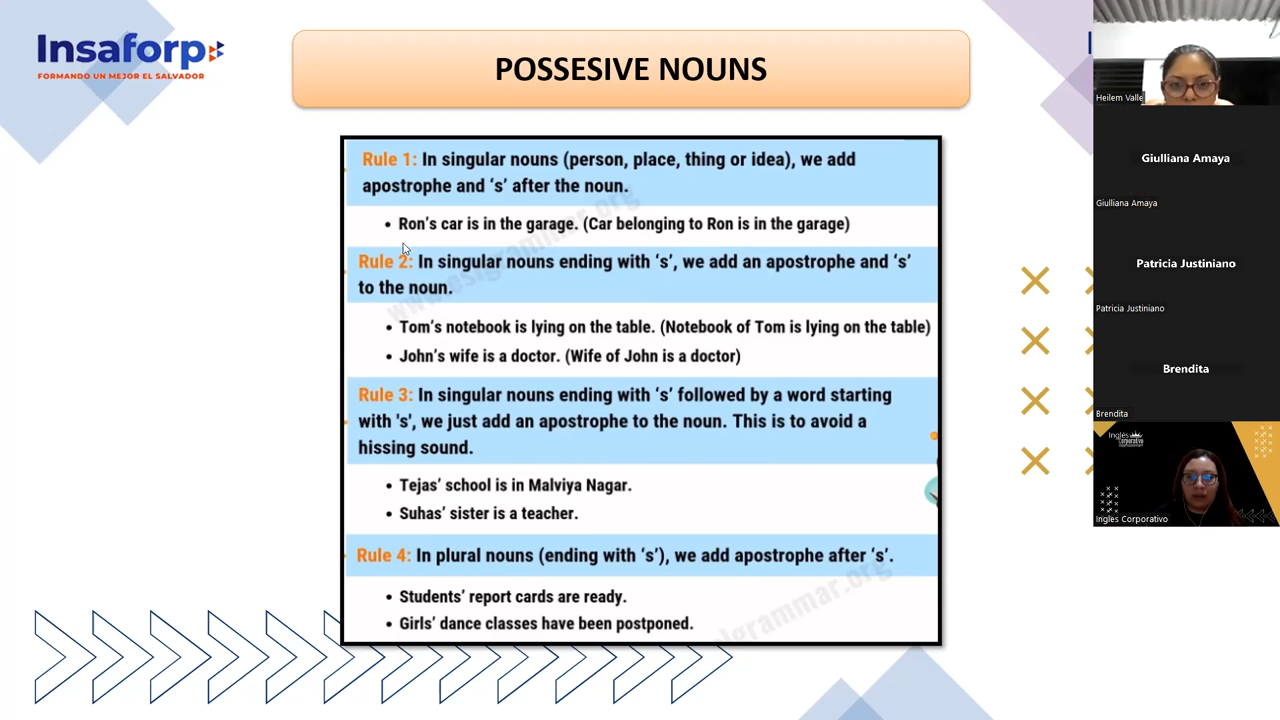 Insaforp
FORMANDO UN MEJOR EL SALVADOR
POSSESIVE NOUNS
Rule 1: In singular nouns (person, place, thing or idea), we add
apostrophe and ‘s’ after the noun.
• Ron’s car is in the garage. (Car belonging to Ron is in the garage)
Rule 2: In singular nouns ending with ‘s’, we add an apostrophe and ‘s’
to the noun.
• Tom’s notebook is lying on the table. (Notebook of Tom is lying on the table)
• John’s wife is a doctor. (Wife of John is a doctor)
Rule 3: In singular nouns ending with ‘s’ followed by a word starting
with 's', we just add an apostrophe to the noun. This is to avoid a
hissing sound.
• Tejas’ school is in Malviya Nagar.
• Suhas’ sister is a teacher.
Rule 4: In plural nouns (ending with ‘s’), we add apostrophe after ‘s’.
• Students’ report cards are ready.
• Girls’ dance classes have been postponed.
Heilem Valle
Giulliana Amaya
Giulliana Amaya
Patricia Justiniano
Patricia Justiniano
Brendita
Brendita
Inglés
Corporativo
Ingles Corporativo